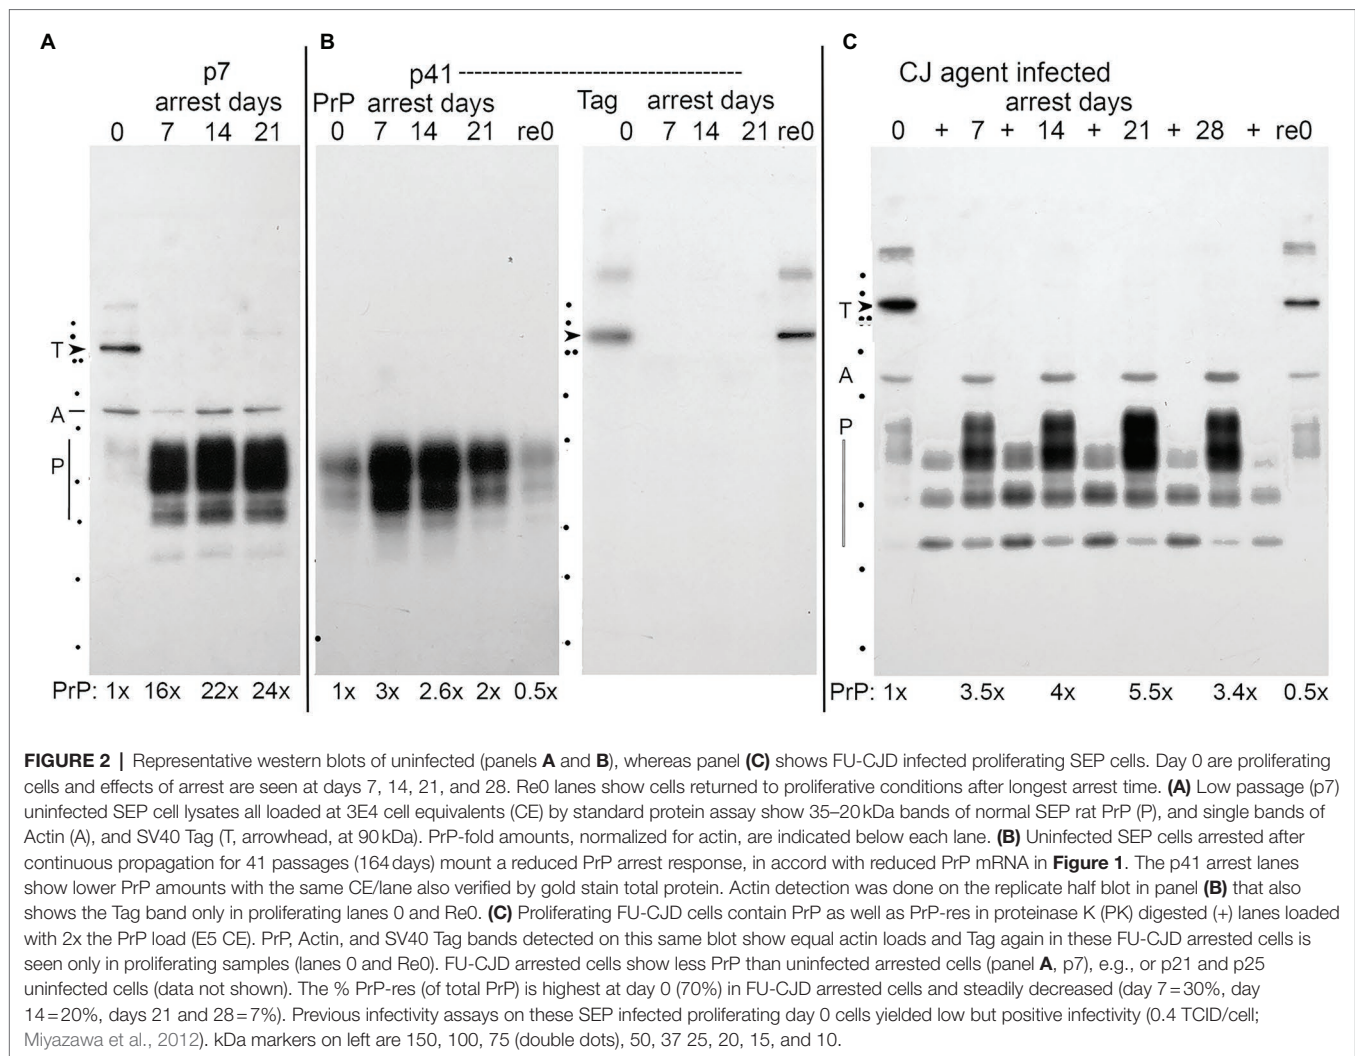 A
B
C
p7
arrest days
0 7 14 21
p41
PrP arrest days
0 7 14 21 re0
Tag arrest days
0 7 14 21 re0
CJ agent infected
arrest days
0 + 7 + 14 + 21 + 28 + re0
T
A
P
T
A
P
PrP: 1x 16x 22x 24x
1x 3x 2.6x 2x 0.5x
PrP: 1x 3.5x 4x 5.5x 3.4x 0.5x
FIGURE 2 | Representative western blots of uninfected (panels A and B), whereas panel (C) shows FU-CJD infected proliferating SEP cells. Day 0 are proliferating
cells and effects of arrest are seen at days 7, 14, 21, and 28. Re0 lanes show cells returned to proliferative conditions after longest arrest time. (A) Low passage (p7)
uninfected SEP cell lysates all loaded at 3E4 cell equivalents (CE) by standard protein assay show 35–20 kDa bands of normal SEP rat PrP (P), and single bands of
Actin (A), and SV40 Tag (T, arrowhead, at 90 kDa). PrP-fold amounts, normalized for actin, are indicated below each lane. (B) Uninfected SEP cells arrested after
continuous propagation for 41 passages (164 days) mount a reduced PrP arrest response, in accord with reduced PrP mRNA in Figure 1. The p41 arrest lanes
show lower PrP amounts with the same CE/lane also verified by gold stain total protein. Actin detection was done on the replicate half blot in panel (B) that also
shows the Tag band only in proliferating lanes 0 and Re0. (C) Proliferating FU-CJD cells contain PrP as well as PrP-res in proteinase K (PK) digested (+) lanes loaded
with 2x the PrP load (E5 CE). PrP, Actin, and SV40 Tag bands detected on this same blot show equal actin loads and Tag again in these FU-CJD arrested cells is
seen only in proliferating samples (lanes 0 and Re0). FU-CJD arrested cells show less PrP than uninfected arrested cells (panel A, p7), e.g., or p21 and p25
uninfected cells (data not shown). The % PrP-res (of total PrP) is highest at day 0 (70%) in FU-CJD arrested cells and steadily decreased (day 7 = 30%, day
14 = 20%, days 21 and 28 = 7%). Previous infectivity assays on these SEP infected proliferating day 0 cells yielded low but positive infectivity (0.4 TCID/cell;
Miyazawa et al., 2012). kDa markers on left are 150, 100, 75 (double dots), 50, 37 25, 20, 15, and 10.